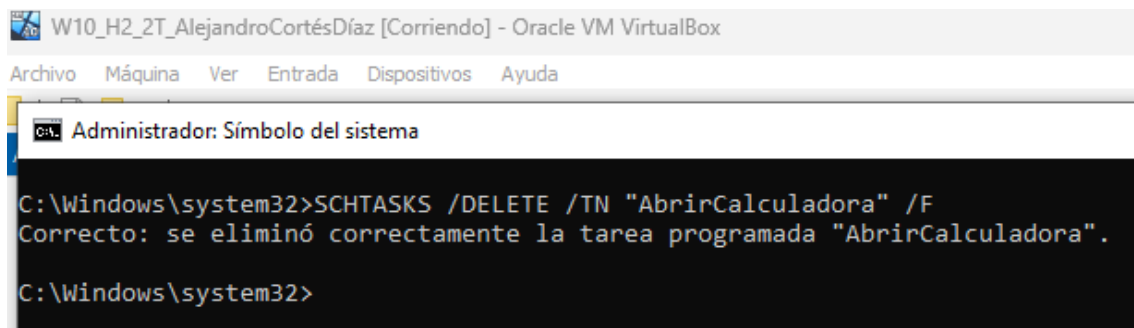 W10_H2_2T_AlejandroCortésDíaz [Corriendo] - Oracle VM VirtualBox
Archivo Máquina Ver Entrada Dispositivos Ayuda
Administrador: Símbolo del sistema
C:\Windows\system32>SCHTASKS /DELETE /TN "AbrirCalculadora" /F
Correcto: se eliminó correctamente la tarea programada "AbrirCalculadora".
C:\Windows\system32>